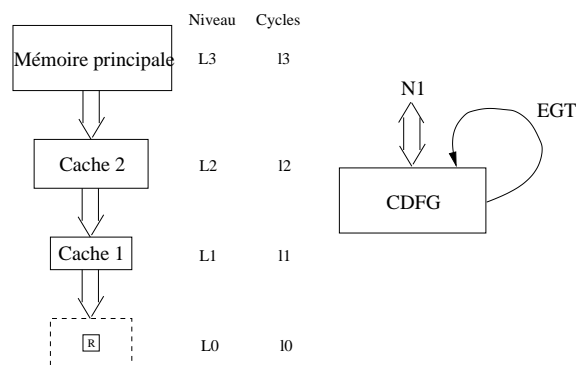 Niveau Cycles
Mémoire principale L3 l3
N1
EGT
Cache 2 L2 l2
CDFG
Cache 1 L1 l1
R L0 l0